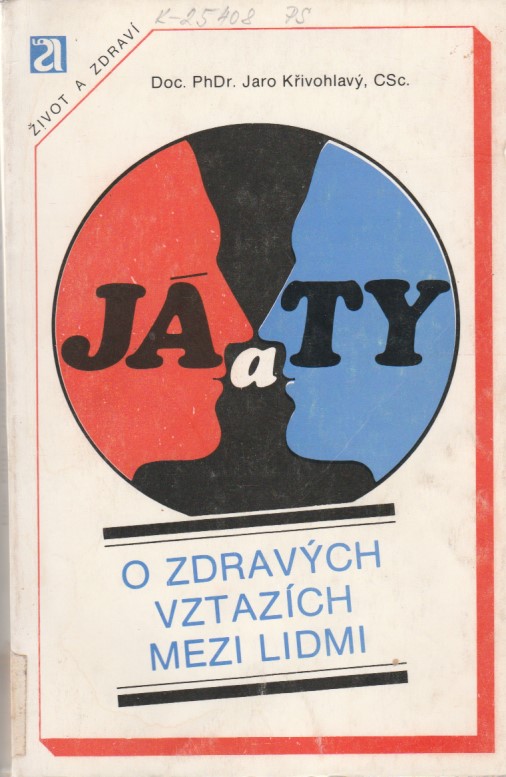 K-25408 PS
ŽIVOT A ZDRAVÍ
Doc. PhDr. Jaro Křivohlavý, CSc.
JÁ a TY
O ZDRAVÝCH
VZTAZÍCH
MEZI LIDMI